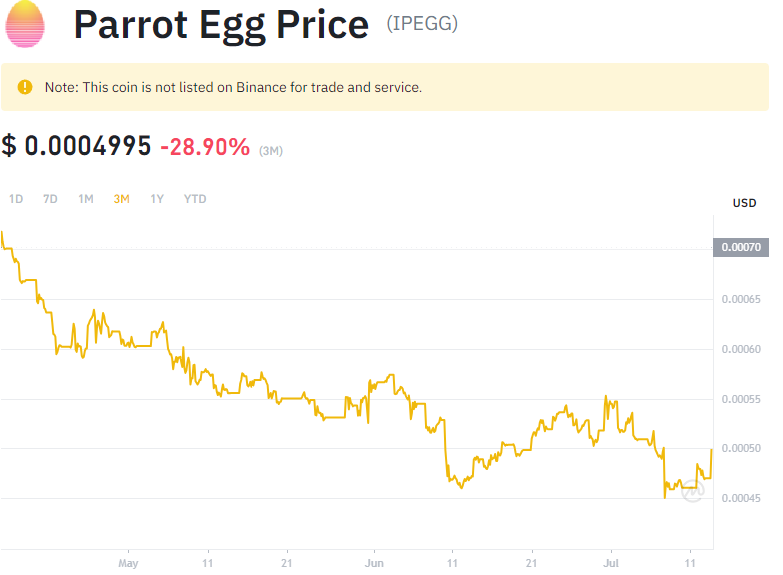 Parrot Egg Price (IPEGG)
Note: This coin is not listed on Binance for trade and service.
$ 0.0004995 -28.90% (3M)
1D 7D 1M 3M 1Y YTD
USD
0.00070
0.00065
0.00060
0.00055
0.00050
0.00045
May 11 21 Jun 11 21 Jul 11